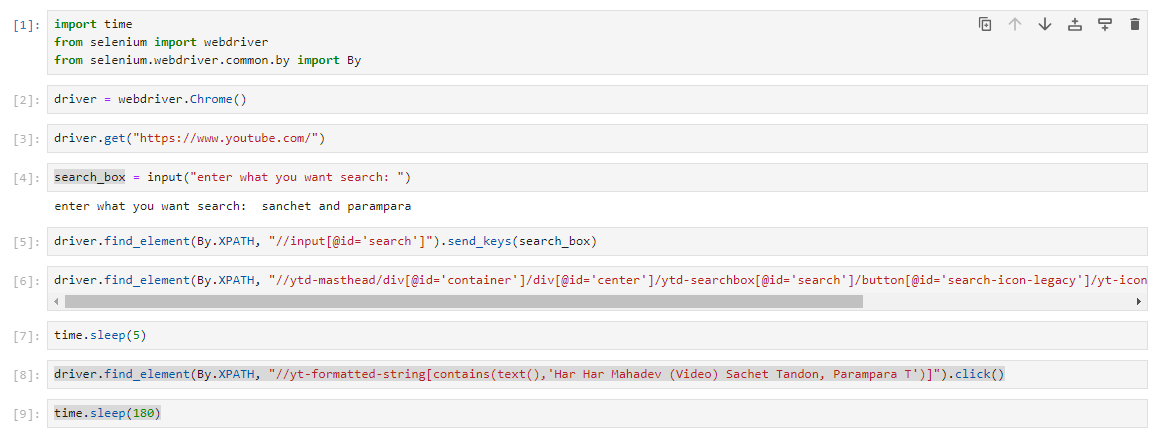 [1]: import time
from selenium import webdriver
from selenium.webdriver.common.by import By
[2]: driver = webdriver.Chrome()
[3]: driver.get("https://www.youtube.com/")
[4]: search_box = input("enter what you want search: ")
enter what you want search:  sanchet and parampara
[5]: driver.find_element(By.XPATH, "//input[@id='search']").send_keys(search_box)
[6]: driver.find_element(By.XPATH, "//ytd-masthead/div[@id='container']/div[@id='center']/ytd-searchbox[@id='search']/button[@id='search-icon-legacy']/yt-icon
[7]: time.sleep(5)
[8]: driver.find_element(By.XPATH, "//yt-formatted-string[contains(text(),'Har Har Mahadev (Video) Sachet Tandon, Parampara T')]").click()
[9]: time.sleep(180)